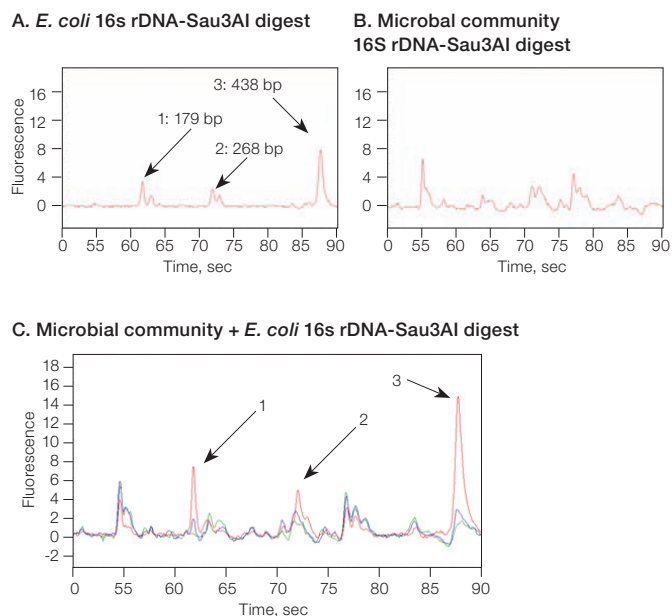 A. E. coli 16s rDNA-Sau3AI digest
B. Microbal community
16S rDNA-Sau3AI digest
Fluorescence
16
12
8
4
0
3: 438 bp
1: 179 bp
2: 268 bp
0 55 60 65 70 75 80 85 90
Time, sec
16
12
8
4
0
0 55 60 65 70 75 80 85 90
Time, sec
C. Microbial community + E. coli 16s rDNA-Sau3AI digest
Fluorescence
18
16
14
12
10
8
6
4
2
0
-2
1
2
3
0 55 60 65 70 75 80 85 90
Time, sec